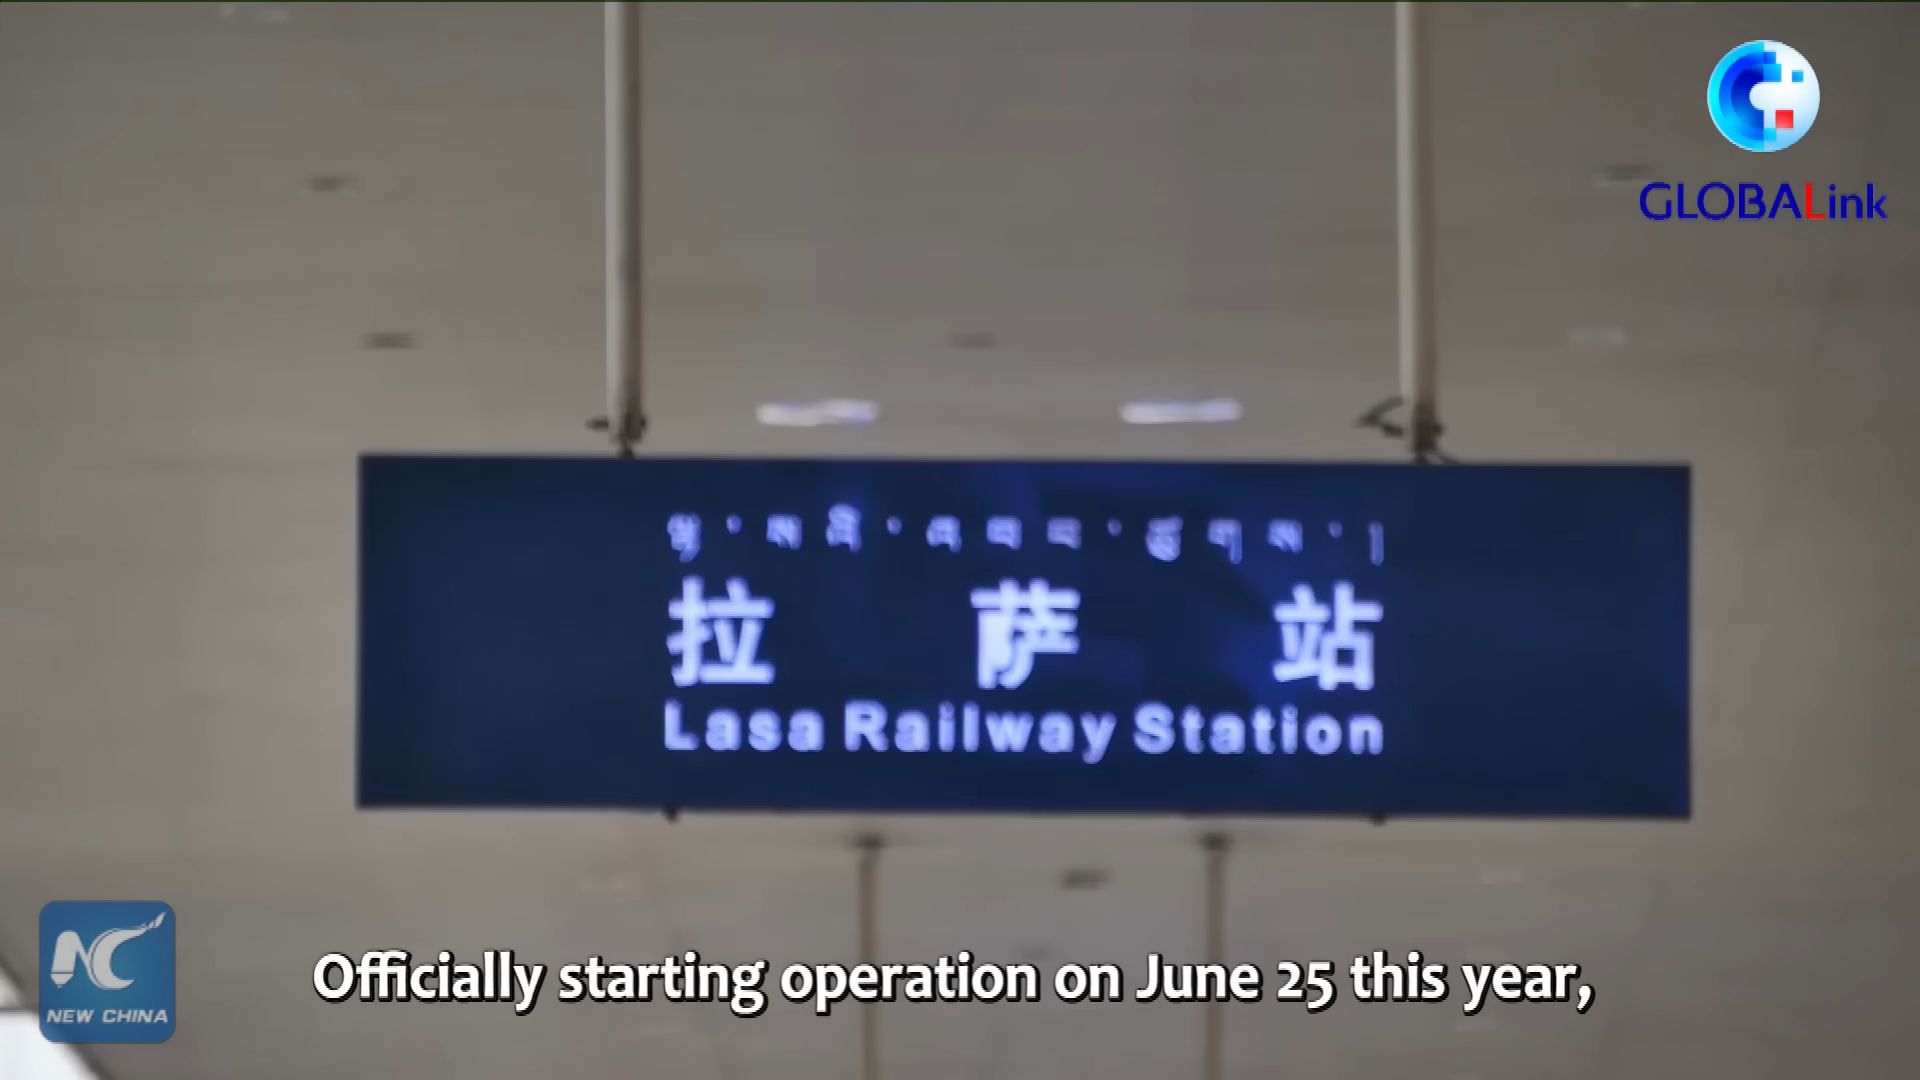 GLOBALink
拉萨站
Lasa Railway Station
NEW CHINA
Officially starting operation on June 25 this year,